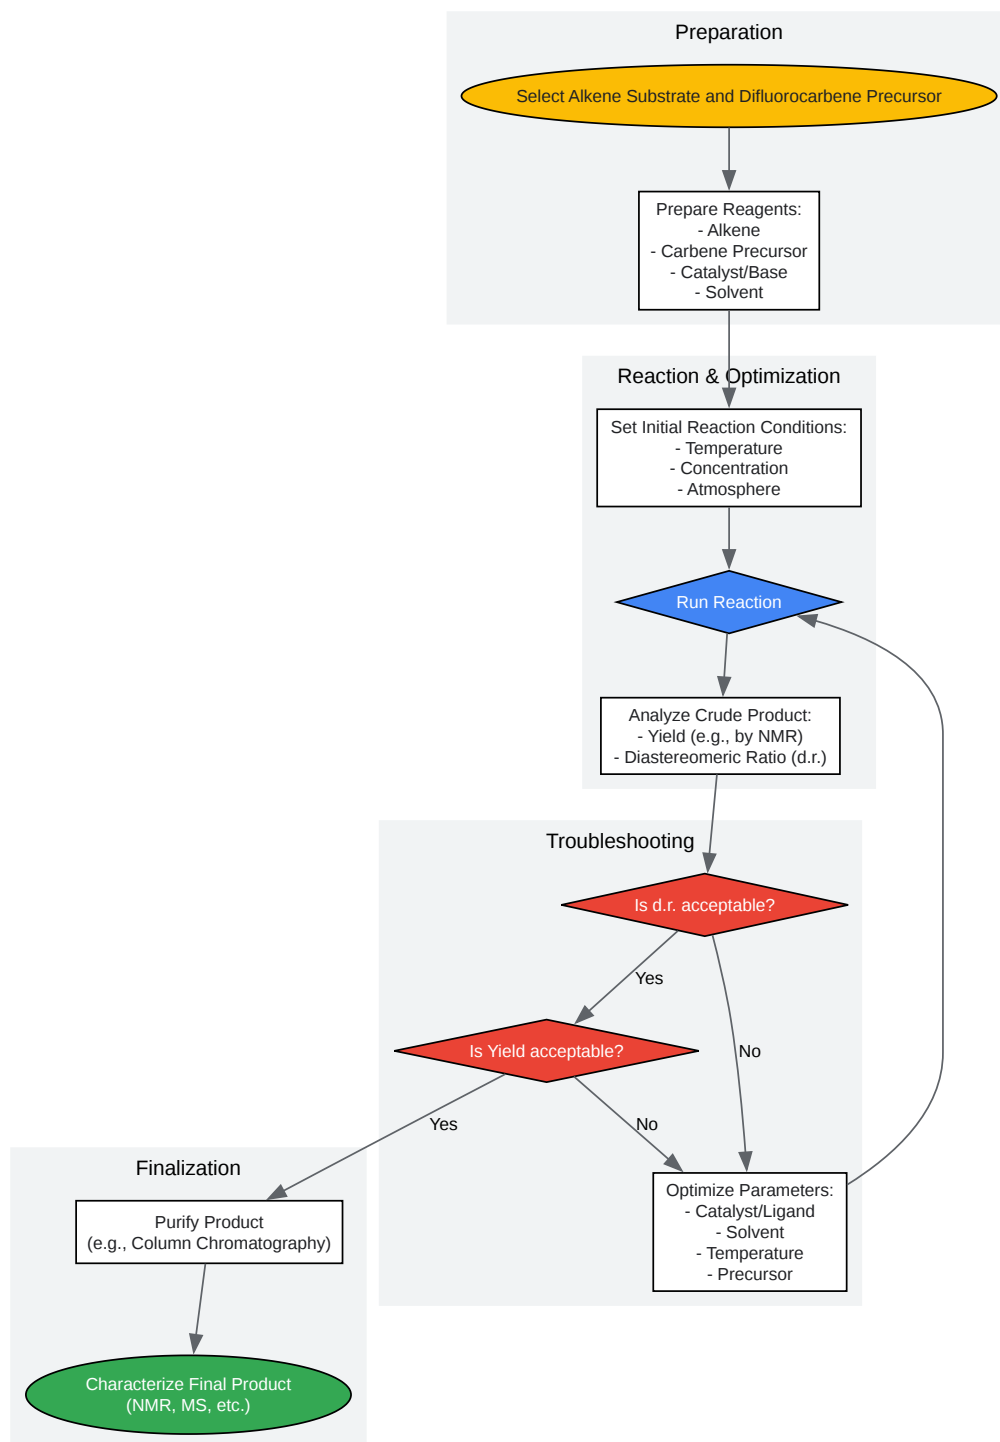 Preparation
Select Alkene Substrate and Difluorocarbene Precursor
Prepare Reagents:
- Alkene
- Carbene Precursor
- Catalyst/Base
- Solvent
Reaction & Optimization
Set Initial Reaction Conditions:
- Temperature
- Concentration
- Atmosphere
Run Reaction
Analyze Crude Product:
- Yield (e.g., by NMR)
- Diastereomeric Ratio (d.r.)
Troubleshooting
Is d.r. acceptable?
Yes
Is Yield acceptable?
No
Yes
No
Finalization
Purify Product
(e.g., Column Chromatography)
Optimize Parameters:
- Catalyst/Ligand
- Solvent
- Temperature
- Precursor
Characterize Final Product
(NMR, MS, etc.)